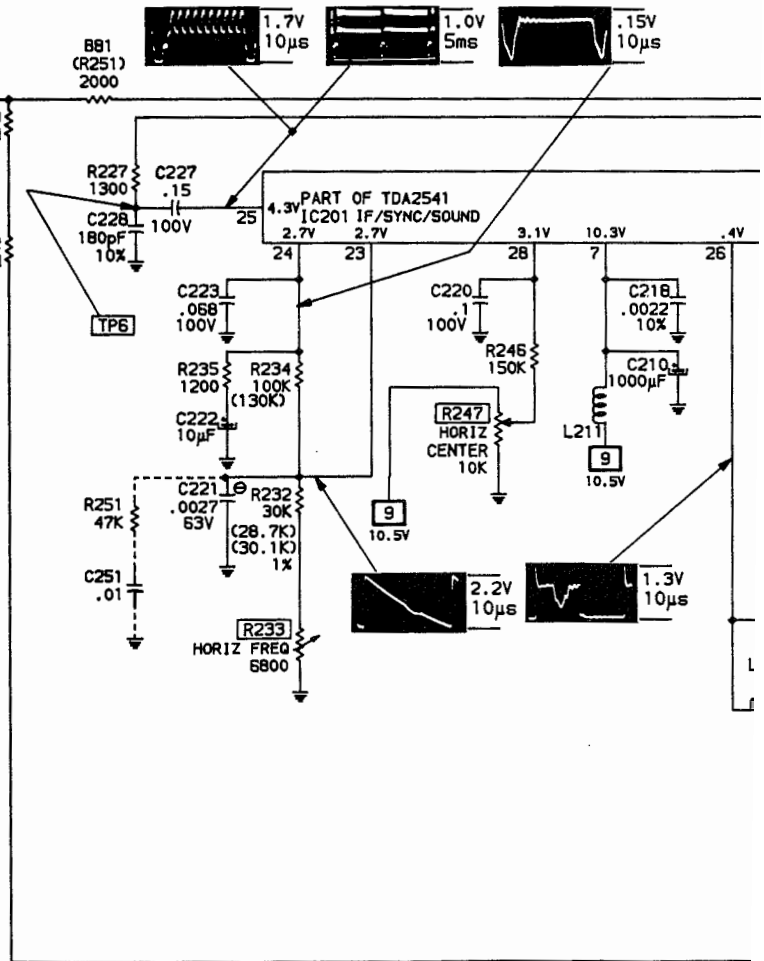 1.7V
10µs
1.0V
5ms
.15V
10µs
B81
(R251)
2000
R227
1300
C227
.15
100V
25
4.3V
PART OF TDA2541
IC201 IF/SYNC/SOUND
C228
180pF
10%
2.7V
24
2.7V
23
3.1V
28
10.3V
7
.4V
26
TP6
C223
.068
100V
C220
.1
100V
C218
.0022
10%
R235
1200
R234
100K
(130K)
R246
150K
C210
1000µF
C222
10µF
R247
HORIZ
CENTER
10K
L211
9
10.5V
R251
47K
C221
.0027
63V
R232
30K
(28.7K)
(30.1K)
1%
9
10.5V
C251
.01
2.2V
10µs
1.3V
10µs
R233
HORIZ FREQ
6800
L